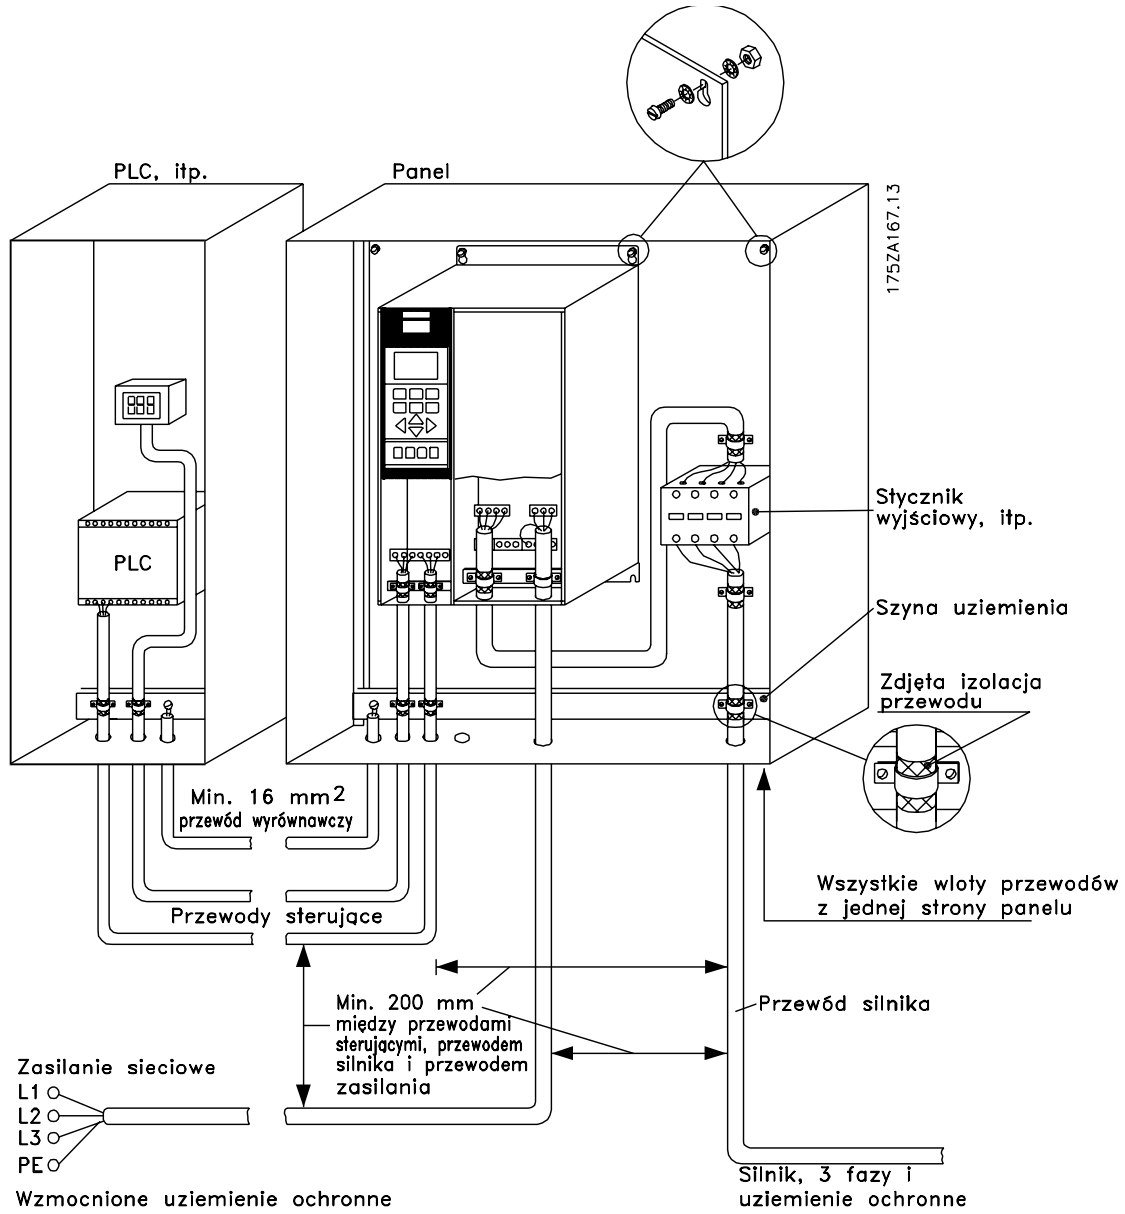 PLC, itp.
Panel
175ZA167.13
PLC
Stycznik
wyjściowy, itp.
Szyna uziemienia
Zdjęta izolacja
przewodu
Min. 16 mm2
przewód wyrównawczy
Wszystkie wloty przewodów
z jednej strony panelu
Przewody sterujące
Min. 200 mm
między przewodami
sterującymi, przewodem
silnika i przewodem
zasilania
Przewód silnika
Zasilanie sieciowe
L1
L2
L3
PE
Wzmocnione uziemienie ochronne
Silnik, 3 fazy i
uziemienie ochronne